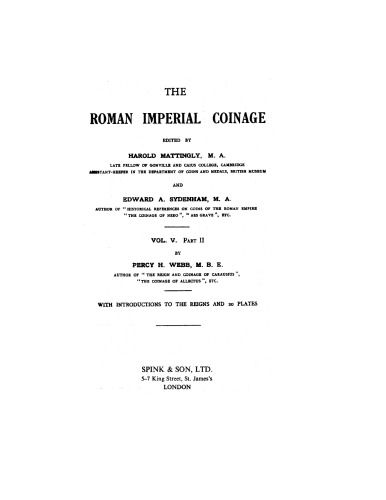 THE
ROMAN IMPERIAL COINAGE
EDITED BY
HAROLD MATTINGLY, M. A.
LATE FELLOW OF GONVILLE AND CAIUS COLLEGE, CAMBRIDGE
ASSISTANT-KEEPER IN THE DEPARTMENT OF COINS AND MEDALS, BRITISH MUSEUM
AND
EDWARD A. SYDENHAM, M. A.
AUTHOR OF "HISTORICAL REFERENCES ON COINS OF THE ROMAN EMPIRE
"THE COINAGE OF NERO", "AES GRAVE", ETC.
VOL. V. PART II
BY
PERCY H. WEBB, M. B. E.
AUTHOR OF "THE REIGN AND COINAGE OF CARAUSIUS",
"THE COINAGE OF ALLECTUS", ETC.
WITH INTRODUCTIONS TO THE REIGNS AND 20 PLATES
SPINK & SON, LTD.
5-7 King Street, St. James's
LONDON